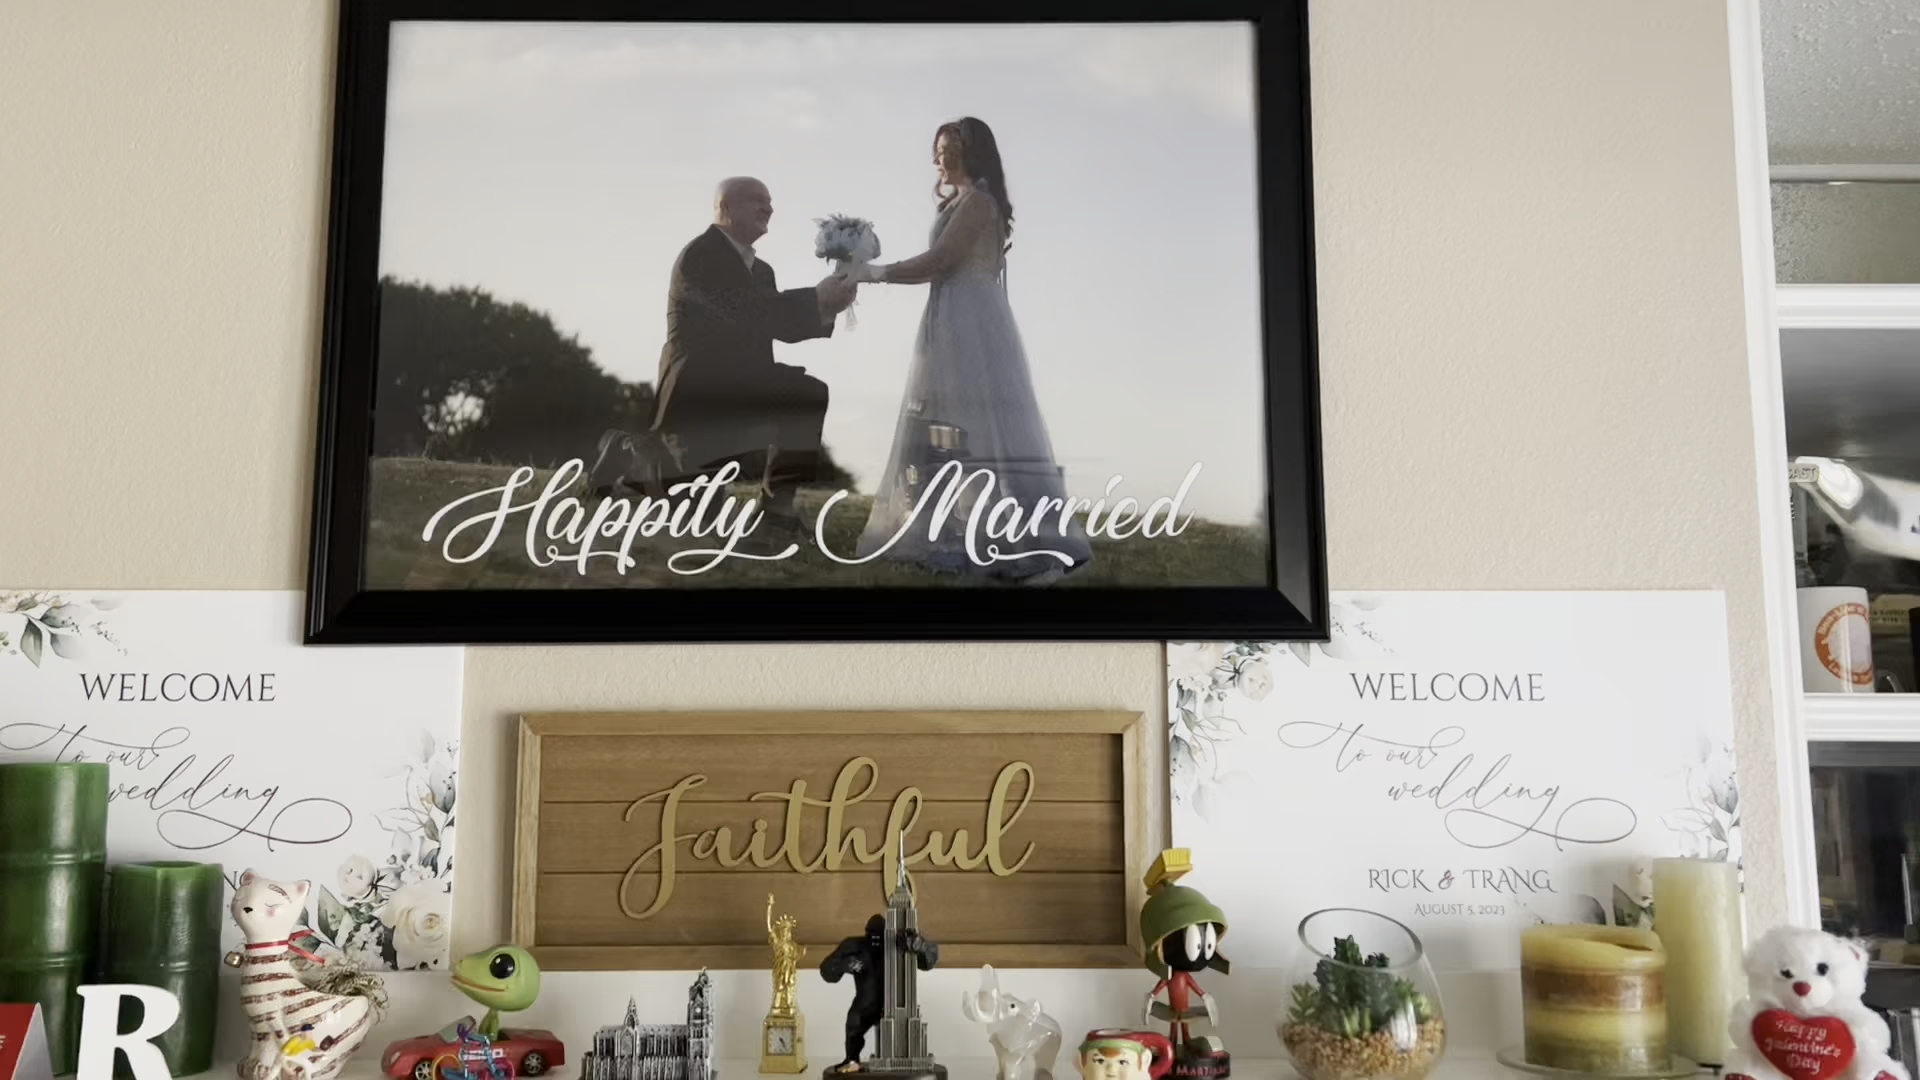 Happily Married
WELCOME
to our
wedding
Faithful
WELCOME
to our
wedding
RICK & TRANG
AUGUST 5, 2023
R
Happy
Valentine's
Day